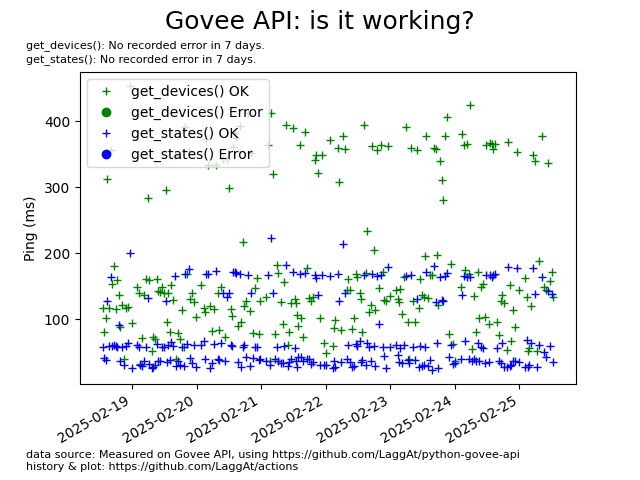 Govee API: is it working?
get_devices(): No recorded error in 7 days.
get_states(): No recorded error in 7 days.
get_devices() OK
get_devices() Error
get_states() OK
get_states() Error
Ping (ms)
400
300
200
100
2025-02-19
2025-02-20
2025-02-21
2025-02-22
2025-02-23
2025-02-24
2025-02-25
data source: Measured on Govee API, using https://github.com/LaggAt/python-govee-api
history & plot: https://github.com/LaggAt/actions